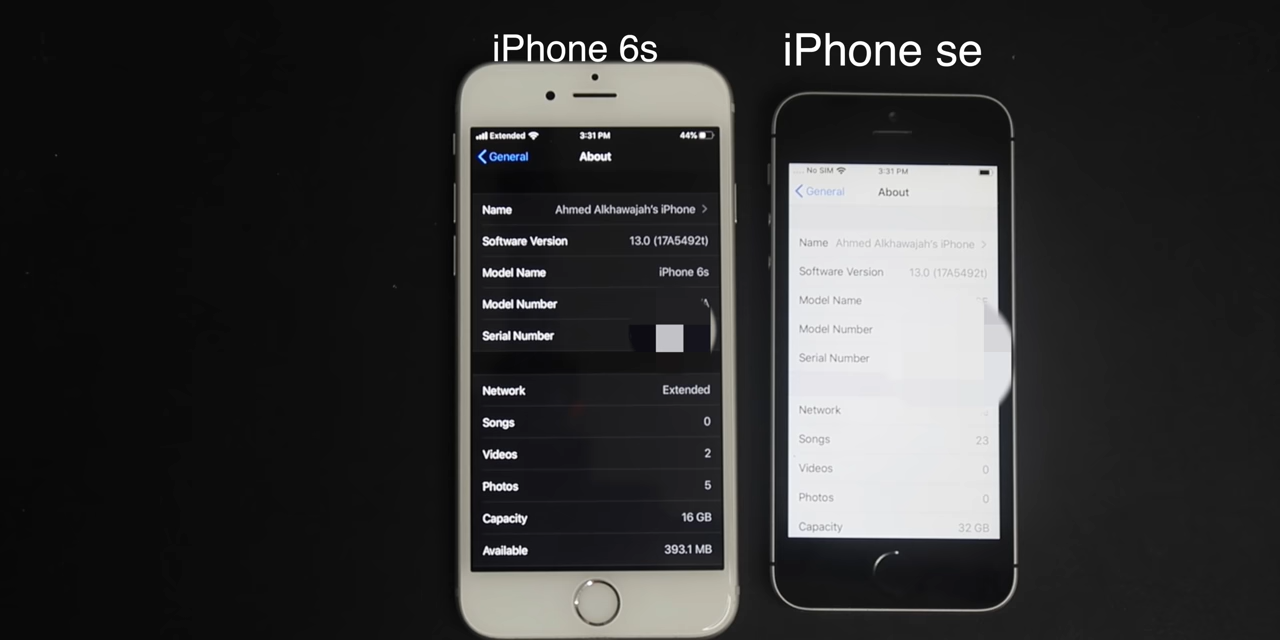 iPhone 6s
Extended 3:31 PM 44%
General About
Name Ahmed Alkhawajah's iPhone
Software Version 13.0 (17A5492t)
Model Name iPhone 6s
Model Number
Serial Number
Network Extended
Songs 0
Videos 2
Photos 5
Capacity 16 GB
Available 393.1 MB
iPhone se
No SIM 3:31 PM
General About
Name Ahmed Alkhawajah's iPhone
Software Version 13.0 (17A5492t)
Model Name
Model Number
Serial Number
Network
Songs 23
Videos 0
Photos 0
Capacity 32 GB